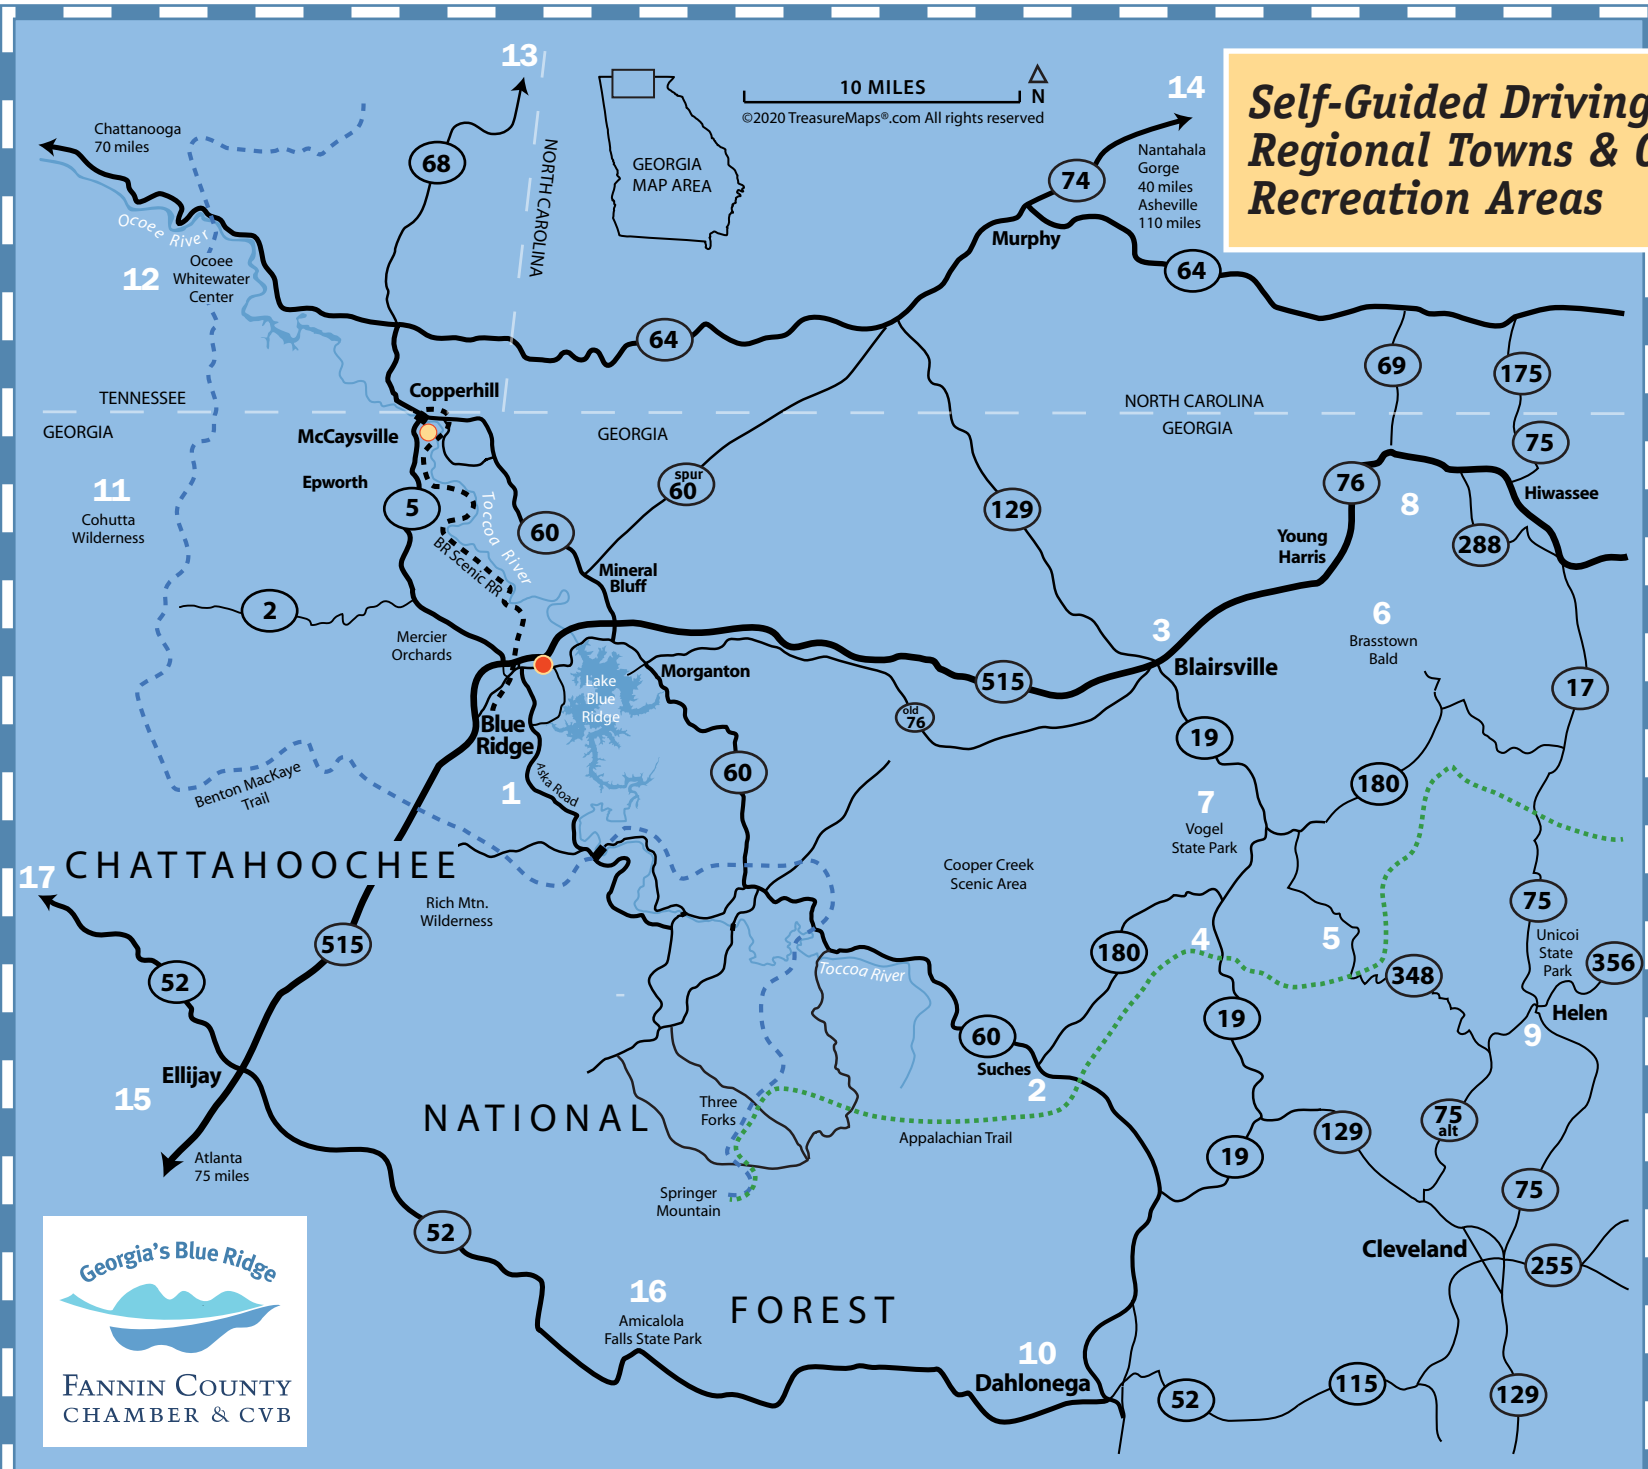 13
10 MILES
N
©2020 TreasureMaps®.com All rights reserved
14
Self-Guided Driving
Regional Towns &
Recreation Areas
Chattanooga
70 miles
68
NORTH CAROLINA
GEORGIA
MAP AREA
74
Nantahala
Gorge
40 miles
Asheville
110 miles
Murphy
Ocoee River
12
Ocoee
Whitewater
Center
64
64
69
175
TENNESSEE
GEORGIA
Copperhill
McCaysville
GEORGIA
NORTH CAROLINA
GEORGIA
75
Epworth
11
Cohutta
Wilderness
5
Toccoa River
BR Scenic RR
60
spur
60
129
76
8
Hiwassee
Young
Harris
288
Mineral
Bluff
2
Mercier
Orchards
Morganton
Lake
Blue
Ridge
Blue
Ridge
3
Blairsville
6
Brasstown
Bald
515
old
76
17
19
60
180
1
Aska Road
Benton MacKaye
Trail
7
Vogel
State Park
Cooper Creek
Scenic Area
17
CHATTAHOOCHEE
Rich Mtn.
Wilderness
515
52
Toccoa River
180
4
5
348
75
Unicoi
State
Park
356
Helen
9
19
60
Suches
2
Ellijay
15
Atlanta
75 miles
NATIONAL
Three
Forks
Appalachian Trail
Springer
Mountain
129
19
75
alt
75
52
Cleveland
255
16
Amicalola
Falls State Park
FOREST
10
Dahlonega
52
115
129
Georgia's Blue Ridge
FANNIN COUNTY
CHAMBER & CVB